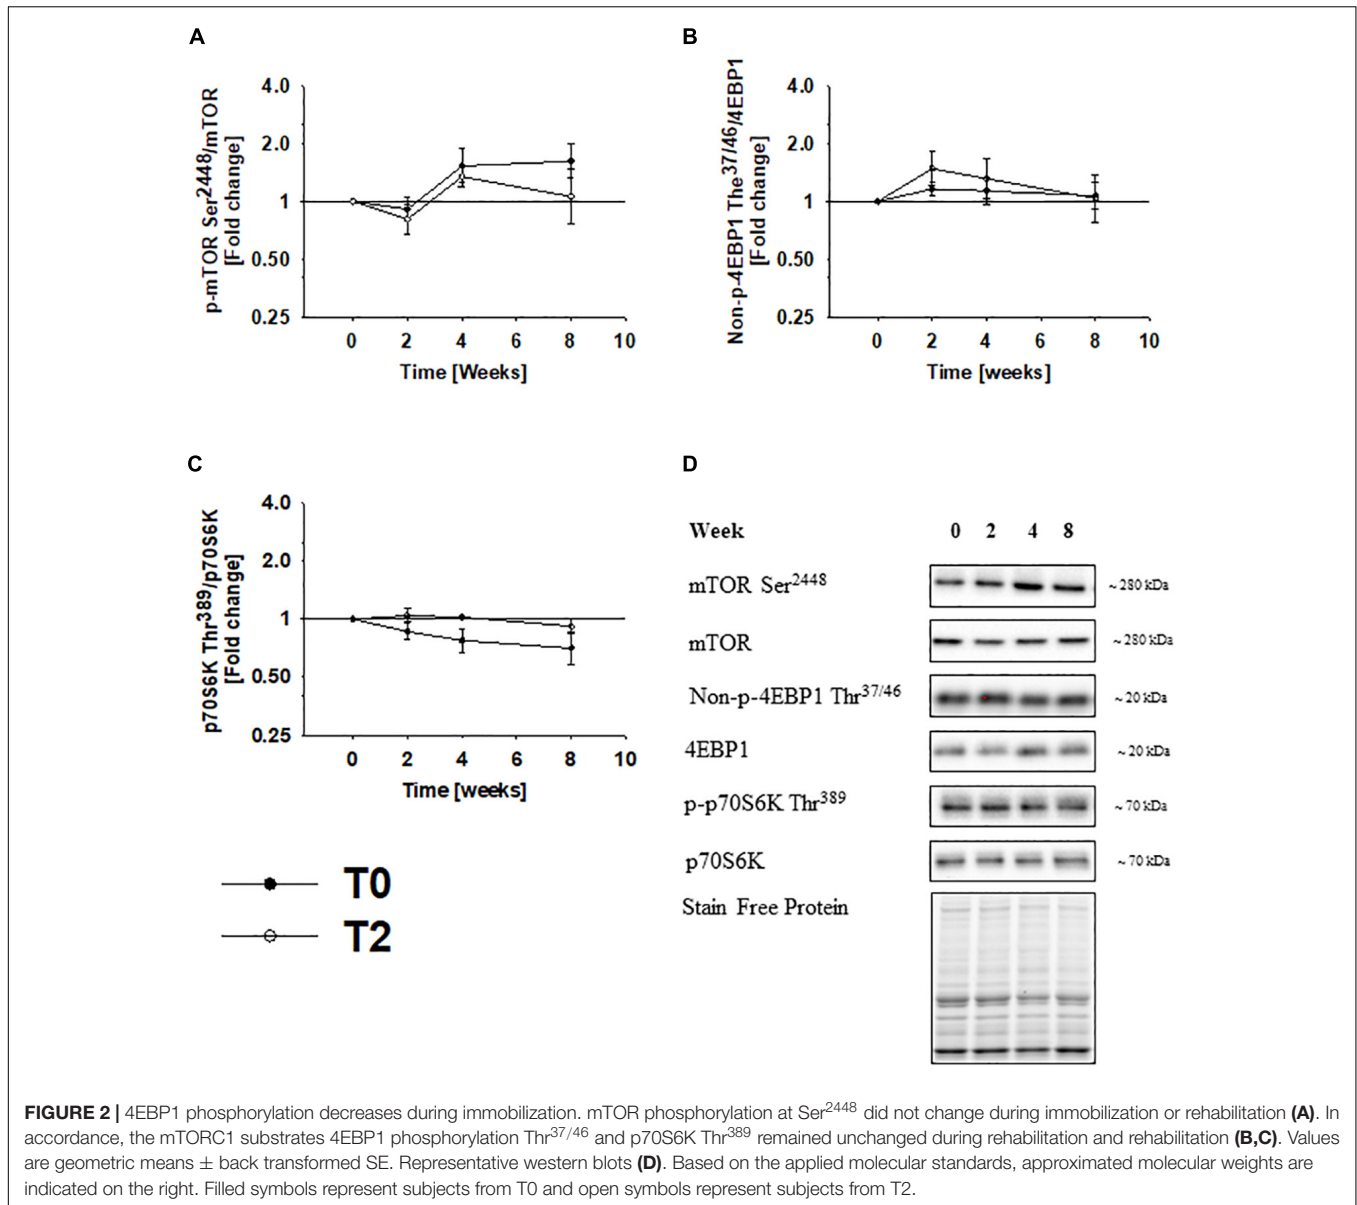 A
p-mTOR Ser2448/mTOR
[Fold change]
4.0
2.0
1
0.50
0.25
0 2 4 6 8 10
Time [Weeks]
B
Non-p-4EBP1 The37/46/4EBP1
[Fold change]
4.0
2.0
1
0.50
0.25
0 2 4 6 8 10
Time [weeks]
C
p70S6K Thr389/p70S6K
[Fold change]
4.0
2.0
1
0.50
0.25
0 2 4 6 8 10
Time [weeks]
T0
T2
D
Week 0 2 4 8
mTOR Ser2448 ~ 280 kDa
mTOR ~ 280 kDa
Non-p-4EBP1 Thr37/46 ~ 20 kDa
4EBP1 ~ 20 kDa
p-p70S6K Thr389 ~ 70 kDa
p70S6K ~ 70 kDa
Stain Free Protein
FIGURE 2 | 4EBP1 phosphorylation decreases during immobilization. mTOR phosphorylation at Ser2448 did not change during immobilization or rehabilitation (A). In
accordance, the mTORC1 substrates 4EBP1 phosphorylation Thr37/46 and p70S6K Thr389 remained unchanged during rehabilitation and rehabilitation (B,C). Values
are geometric means ± back transformed SE. Representative western blots (D). Based on the applied molecular standards, approximated molecular weights are
indicated on the right. Filled symbols represent subjects from T0 and open symbols represent subjects from T2.